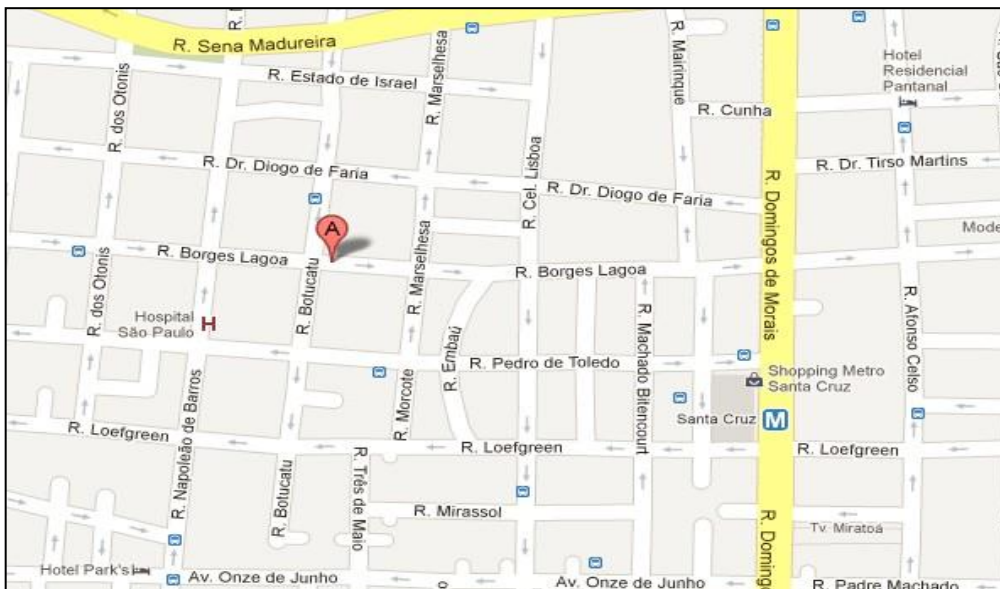 R. Sena Madureira
R. Estado de Israel
R. Marselhesa
R. Mairinque
Hotel
Residencial
Pantanal
R. dos Otonis
R. Cunha
R. Dr. Diogo de Faria
R. Cel. Lisboa
R. Dr. Diogo de Faria
R. Domingos de Morais
R. Dr. Tirso Martins
A
R. Marselhesa
Mode
R. dos Otonis
R. Borges Lagoa
R. Botucatu
R. Borges Lagoa
Hospital
São Paulo
H
R. Embaú
R. Machado Bitencourt
R. Afonso Celso
R. Pedro de Toledo
Shopping Metro
Santa Cruz
R. Napoleão de Barros
R. Morcote
Santa Cruz
M
R. Loefgreen
R. Loefgreen
R. Loefgreen
R. Botucatu
R. Três de Maio
R. Mirassol
R. Domingo
Tv. Miratoá
Hotel Park's
Av. Onze de Junho
Av. Onze de Junho
R. Padre Machado